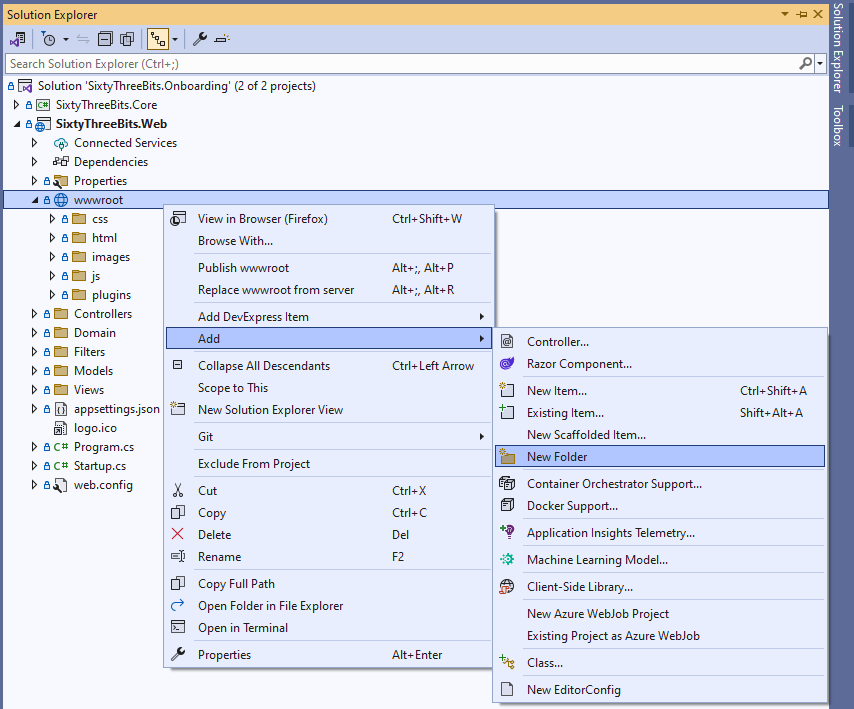 Solution Explorer
Search Solution Explorer (Ctrl+;)
Solution 'SixtyThreeBits.Onboarding' (2 of 2 projects)
C# SixtyThreeBits.Core
SixtyThreeBits.Web
Connected Services
Dependencies
Properties
wwwroot
css
html
images
js
plugins
Controllers
Domain
Filters
Models
Views
appsettings.json
logo.ico
C# Program.cs
C# Startup.cs
web.config
View in Browser (Firefox) Ctrl+Shift+W
Browse With...
Publish wwwroot Alt+;, Alt+P
Replace wwwroot from server Alt+;, Alt+R
Add DevExpress Item
Add
Collapse All Descendants Ctrl+Left Arrow
Scope to This
New Solution Explorer View
Git
Exclude From Project
Cut Ctrl+X
Copy Ctrl+C
Delete Del
Rename F2
Copy Full Path
Open Folder in File Explorer
Open in Terminal
Properties Alt+Enter
Controller...
Razor Component...
New Item... Ctrl+Shift+A
Existing Item... Shift+Alt+A
New Scaffolded Item...
New Folder
Container Orchestrator Support...
Docker Support...
Application Insights Telemetry...
Machine Learning Model...
Client-Side Library...
New Azure WebJob Project
Existing Project as Azure WebJob
Class...
New EditorConfig
Solution Explorer
Toolbox